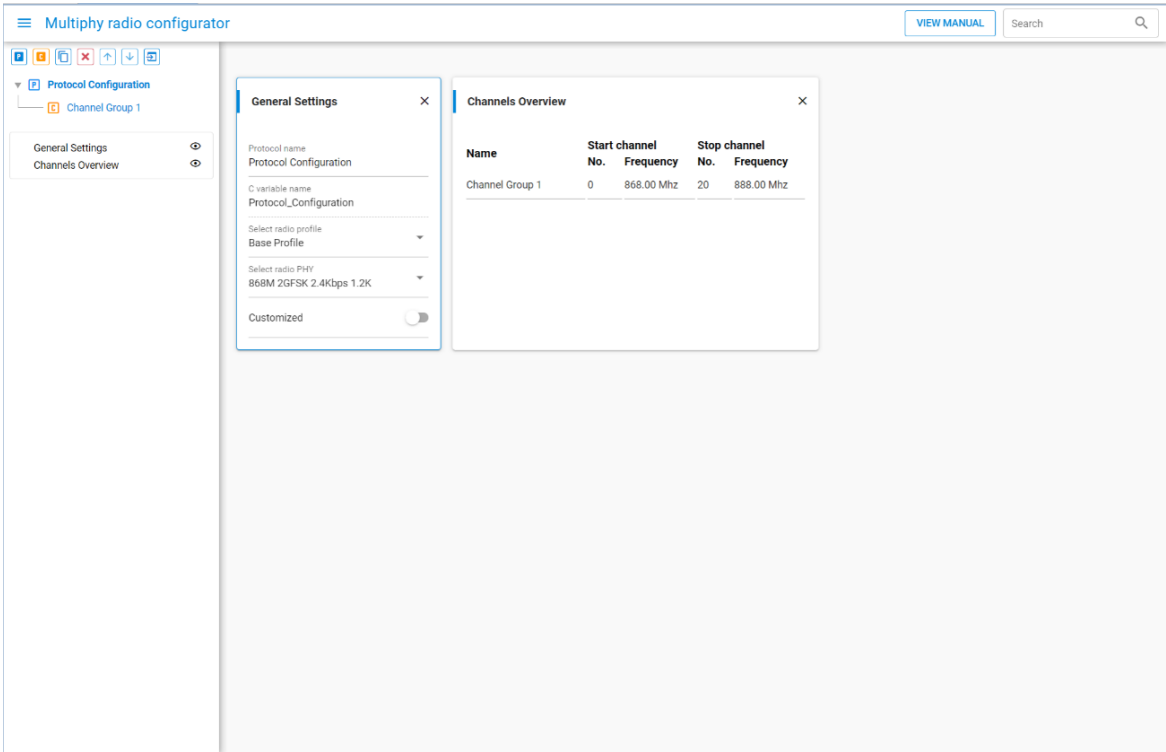 Multiphy radio configurator
VIEW MANUAL
Search
P C
P Protocol Configuration
C Channel Group 1
General Settings
Channels Overview
General Settings
Protocol name
Protocol Configuration
C variable name
Protocol_Configuration
Select radio profile
Base Profile
Select radio PHY
868M 2GFSK 2.4Kbps 1.2K
Customized
Channels Overview
Start channel Stop channel
Name No. Frequency No. Frequency
Channel Group 1 0 868.00 Mhz 20 888.00 Mhz